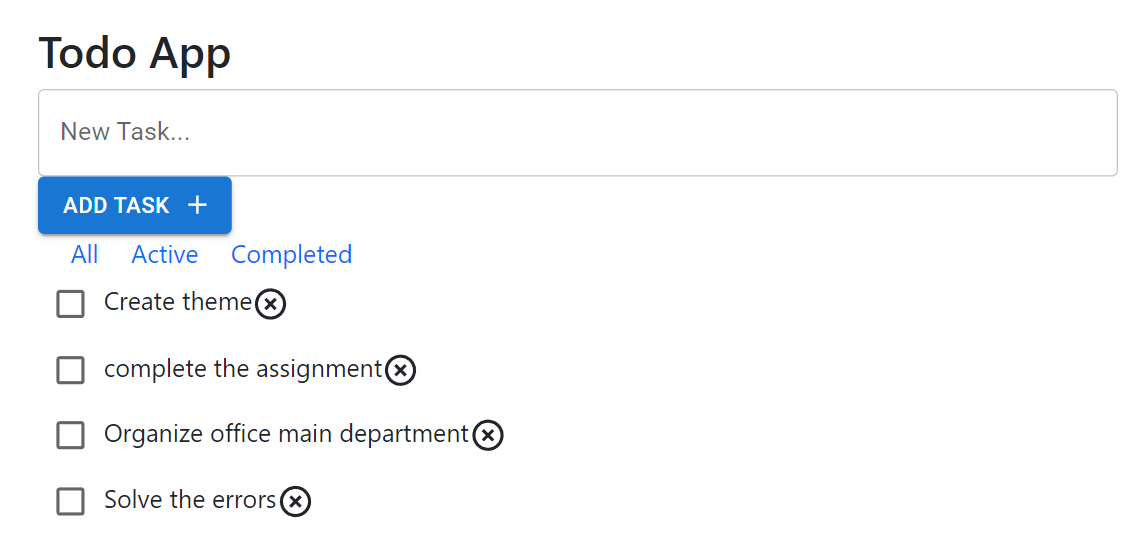 Todo App
New Task...
ADD TASK +
All Active Completed
Create theme
complete the assignment
Organize office main department
Solve the errors